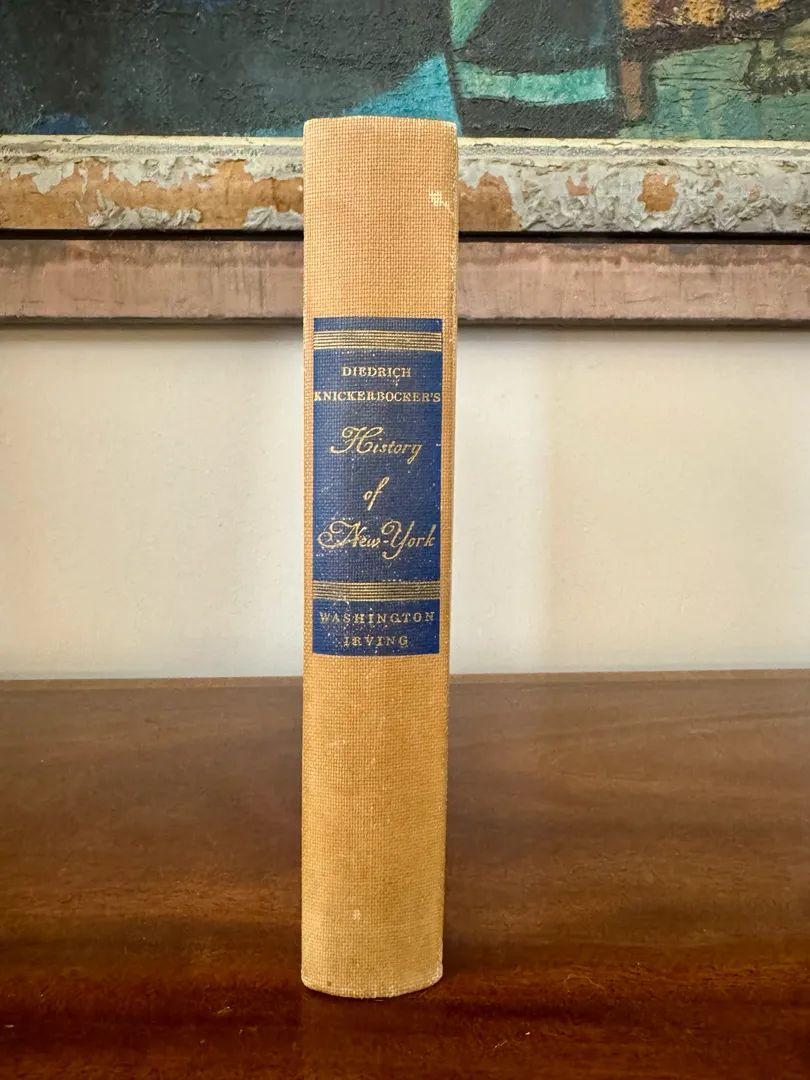 DIEDRICH
KNICKERBOCKER'S
History
of
New-York
WASHINGTON
IRVING